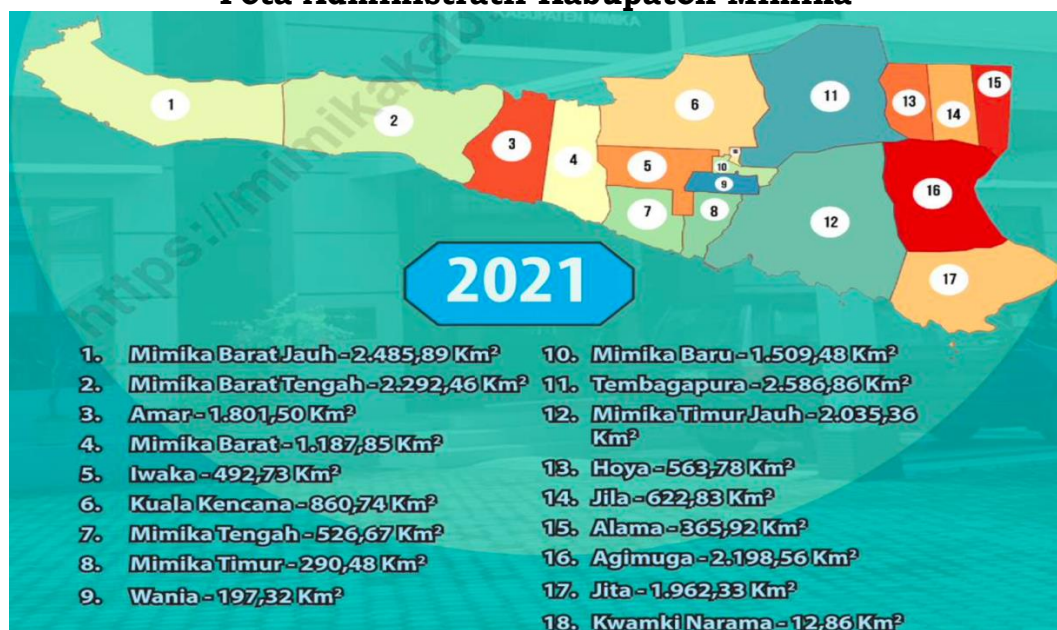 Peta Administratif Kabupaten Mimika
KABUPATEN MIMIKA
https://mimikakab.
1
2
3
4
5
6
7
8
9
10
11
12
13
14
15
16
17
2021
1. Mimika Barat Jauh - 2.485,89 Km²
2. Mimika Barat Tengah - 2.292,46 Km²
3. Amar - 1.801,50 Km²
4. Mimika Barat - 1.187,85 Km²
5. Iwaka - 492,73 Km²
6. Kuala Kencana - 860,74 Km²
7. Mimika Tengah - 526,67 Km²
8. Mimika Timur - 290,48 Km²
9. Wania - 197,32 Km²
10. Mimika Baru - 1.509,48 Km²
11. Tembagapura - 2.586,86 Km²
12. Mimika Timur Jauh - 2.035,36
Km²
13. Hoya - 563,78 Km²
14. Jila - 622,83 Km²
15. Alama - 365,92 Km²
16. Agimuga - 2.198,56 Km²
17. Jita - 1.962,33 Km²
18. Kwamki Narama - 12,86 Km²